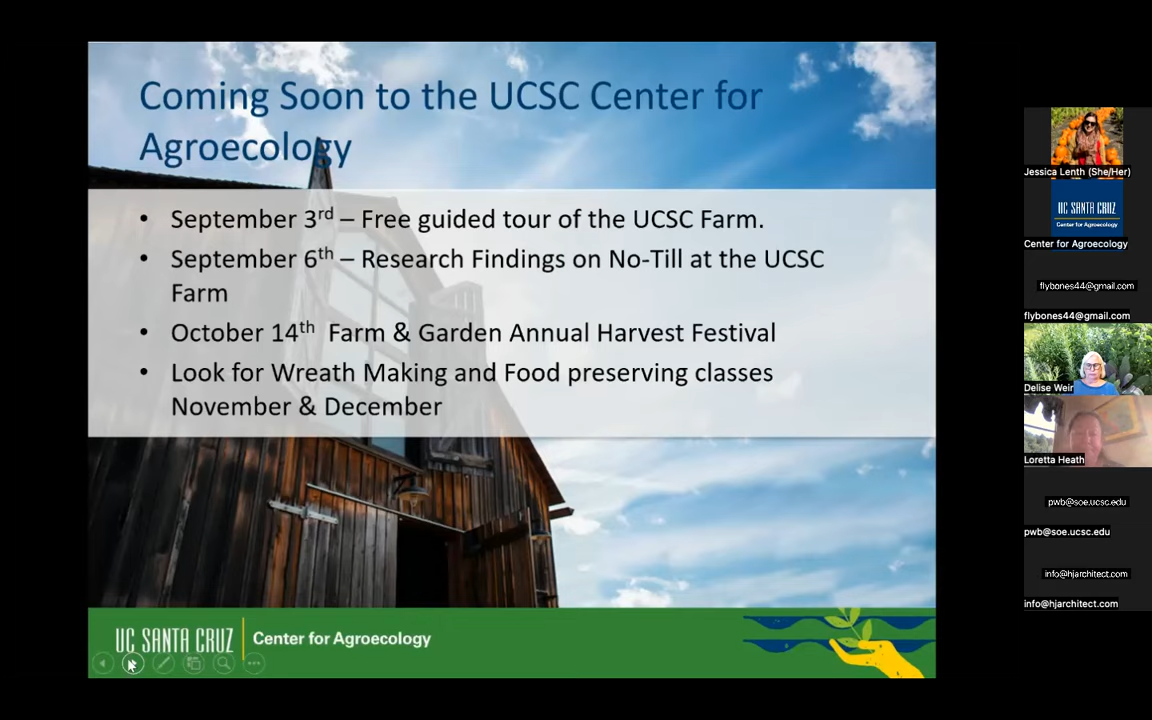 Coming Soon to the UCSC Center for
Agroecology
• September 3rd – Free guided tour of the UCSC Farm.
• September 6th – Research Findings on No-Till at the UCSC
Farm
• October 14th Farm & Garden Annual Harvest Festival
• Look for Wreath Making and Food preserving classes
November & December
UC SANTA CRUZ Center for Agroecology
Jessica Lenth (She/Her)
UC SANTA CRUZ
Center for Agroecology
Center for Agroecology
flybones44@gmail.com
flybones44@gmail.com
Delise Weir
Loretta Heath
pwb@soe.ucsc.edu
pwb@soe.ucsc.edu
info@hjarchitect.com
info@hjarchitect.com